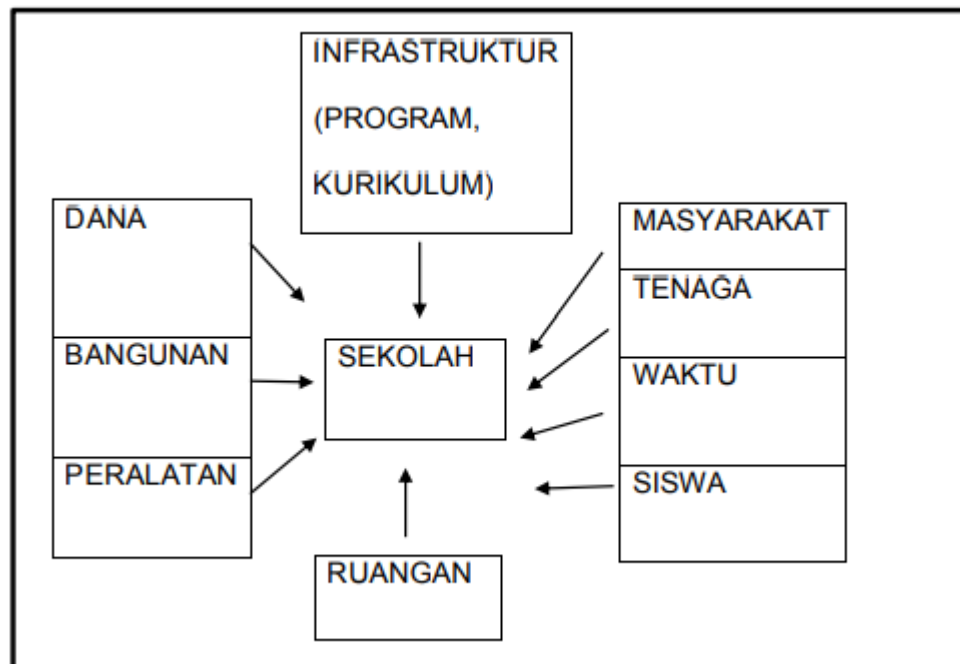 INFRASTRUKTUR
(PROGRAM,
KURIKULUM)
DANA
BANGUNAN
PERALATAN
SEKOLAH
RUANGAN
MASYARAKAT
TENAGA
WAKTU
SISWA